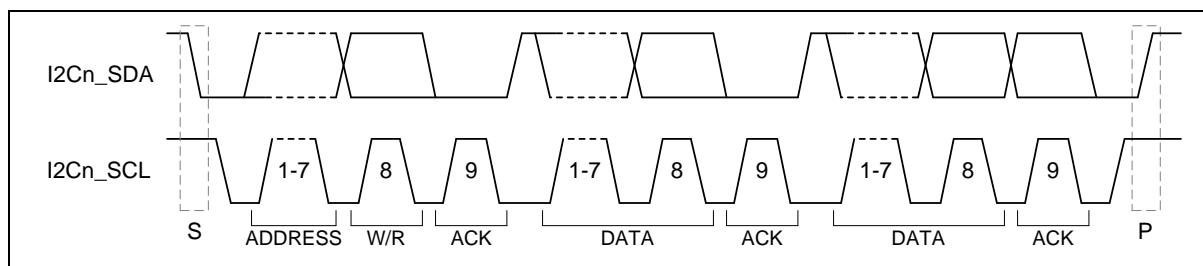 I2Cn_SDA
I2Cn_SCL
1-7 8 9 1-7 8 9 1-7 8 9
S ADDRESS W/R ACK DATA ACK DATA ACK P